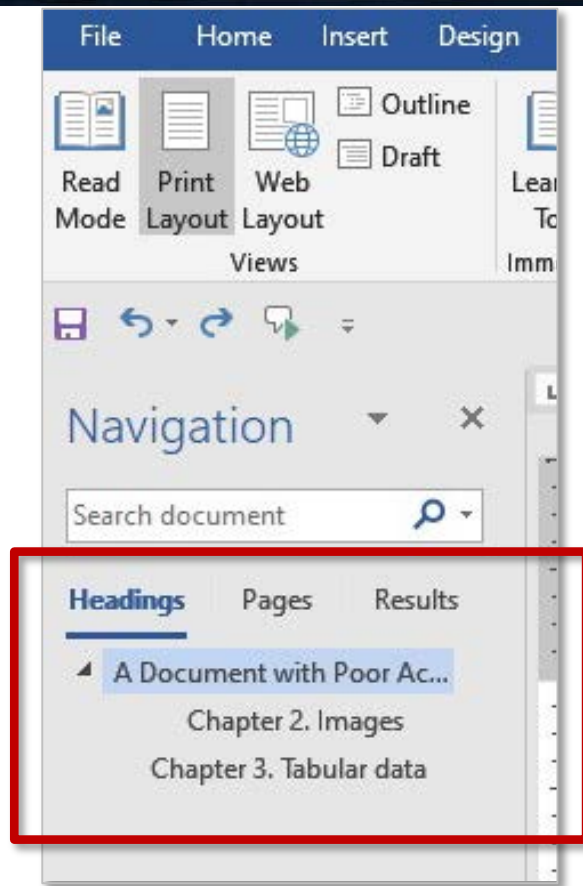 File Home Insert Design
Outline
Draft
Read Mode
Print Layout
Web Layout
Views
Navigation
Search document
Headings Pages Results
A Document with Poor Ac...
Chapter 2. Images
Chapter 3. Tabular data